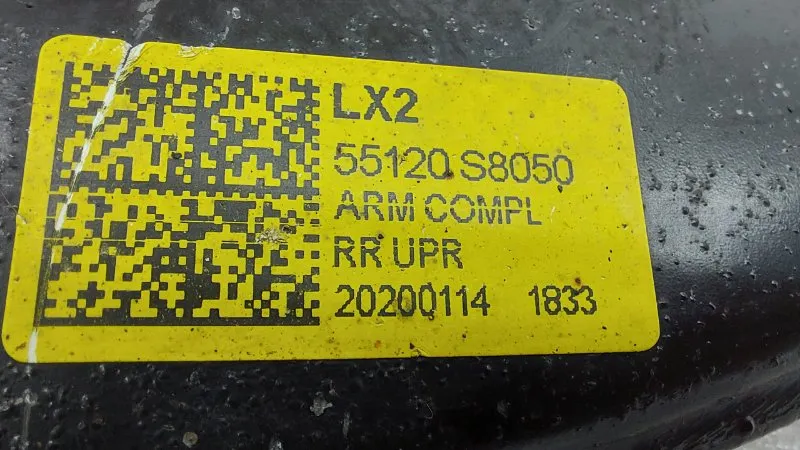 LX2
55120 S8050
ARM COMPL
RR UPR
20200114 1833